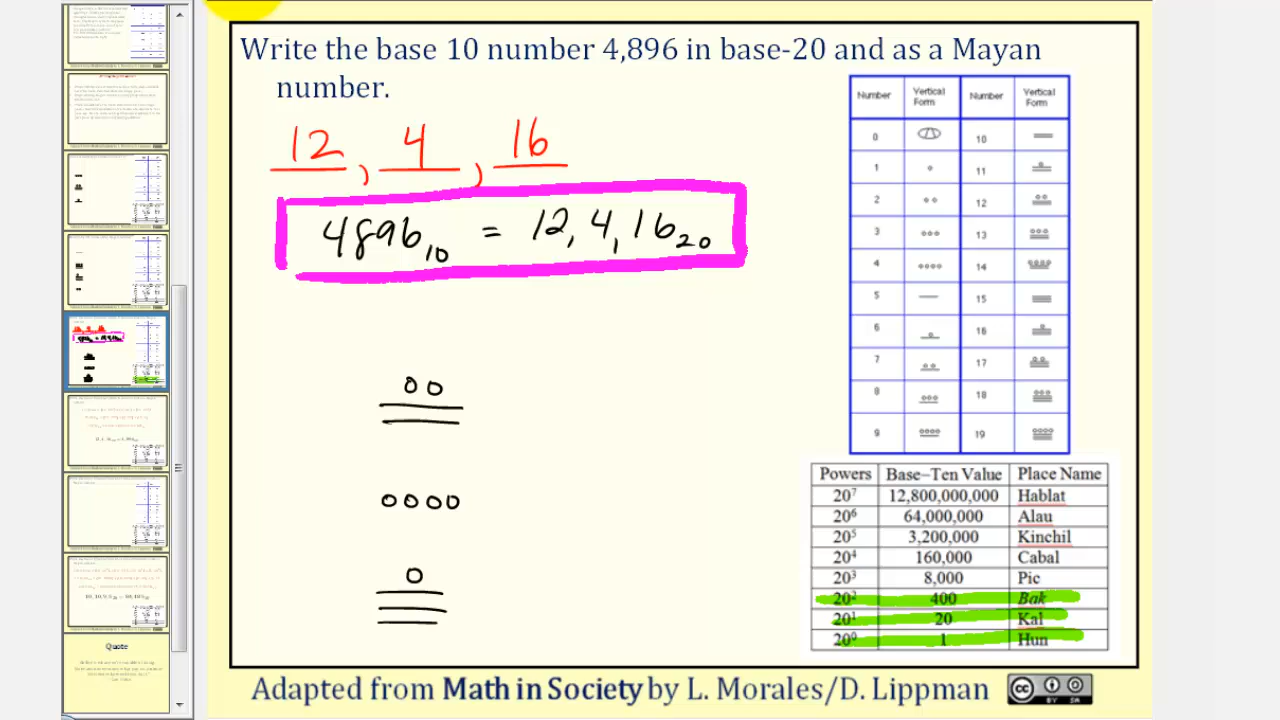 Write the base 10 number 4,896 in base-20 and as a Mayan
number.
12, 4, 16
4896₁₀ = 12,4,16₂₀
Number Vertical Form Number Vertical Form
0 10
1 11
2 12
3 13
4 14
5 15
6 16
7 17
8 18
9 19
Powers Base–Ten Value Place Name
20⁷ 12,800,000,000 Hablat
20⁶ 64,000,000 Alau
20⁵ 3,200,000 Kinchil
20⁴ 160,000 Cabal
20³ 8,000 Pic
20² 400 Bak
20¹ 20 Kal
20⁰ 1 Hun
Adapted from Math in Society by L. Morales/D. Lippman
cc BY SA
Quote